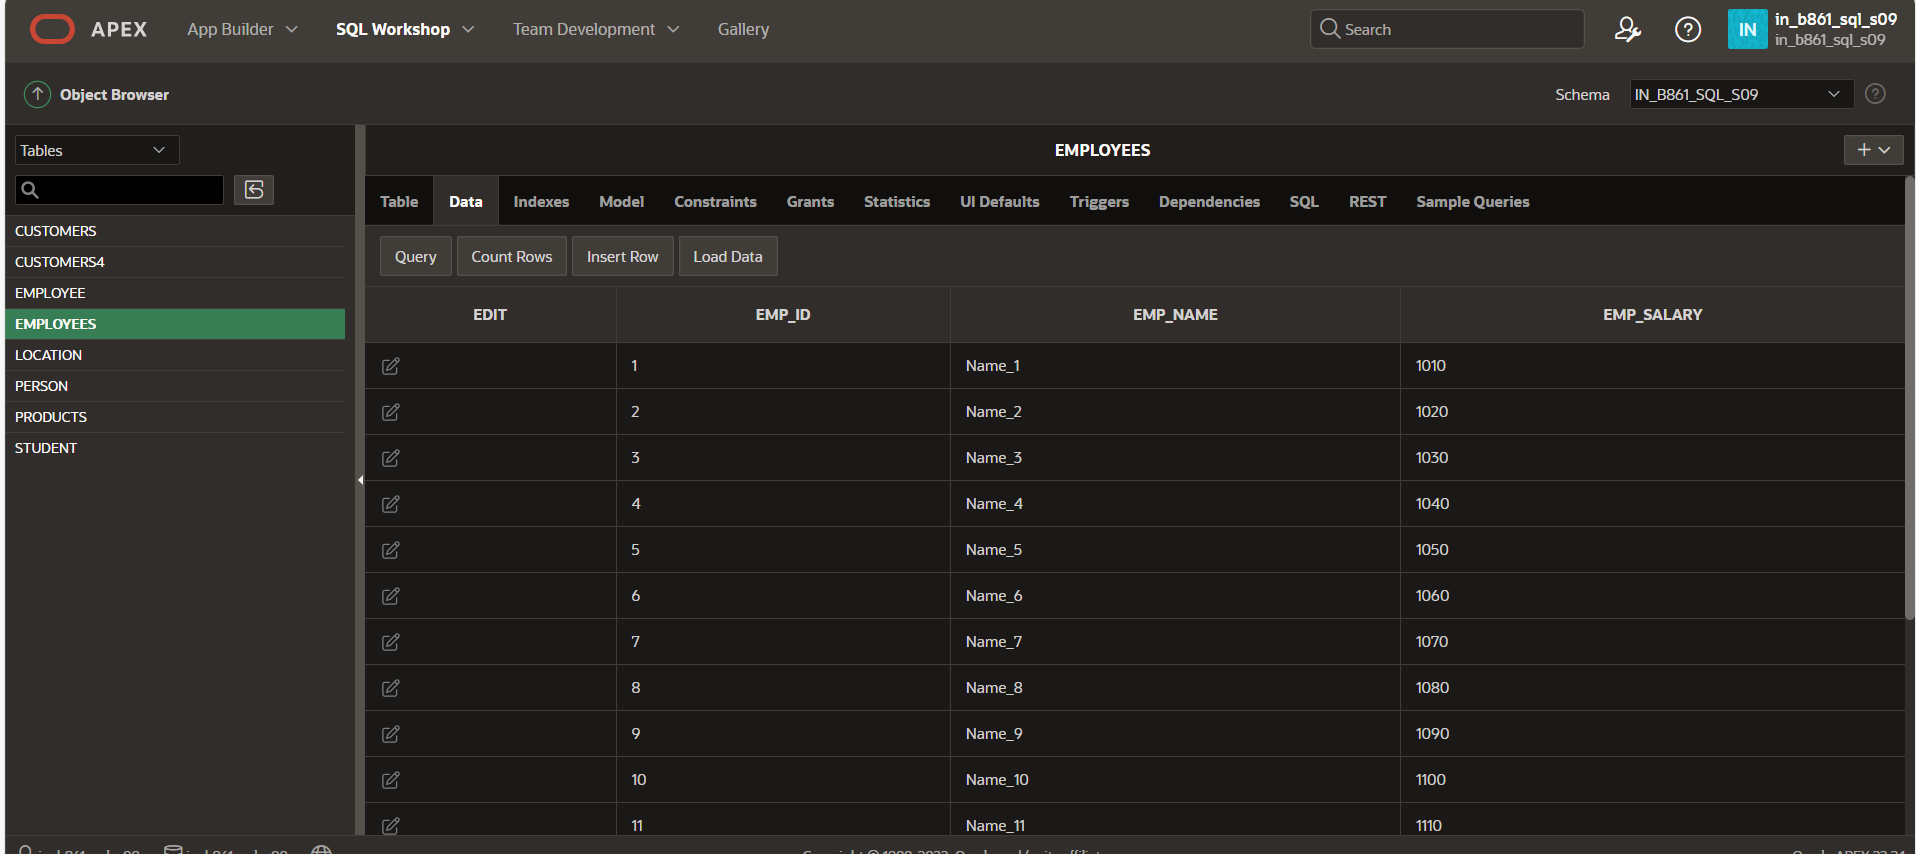 APEX App Builder SQL Workshop Team Development Gallery Search IN in_b861_sql_s09
in_b861_sql_s09
Object Browser Schema IN_B861_SQL_S09
Tables
EMPLOYEES
Table Data Indexes Model Constraints Grants Statistics UI Defaults Triggers Dependencies SQL REST Sample Queries
CUSTOMERS
CUSTOMERS4
EMPLOYEE
EMPLOYEES
LOCATION
PERSON
PRODUCTS
STUDENT
Query Count Rows Insert Row Load Data
EDIT EMP_ID EMP_NAME EMP_SALARY
1 Name_1 1010
2 Name_2 1020
3 Name_3 1030
4 Name_4 1040
5 Name_5 1050
6 Name_6 1060
7 Name_7 1070
8 Name_8 1080
9 Name_9 1090
10 Name_10 1100
11 Name_11 1110